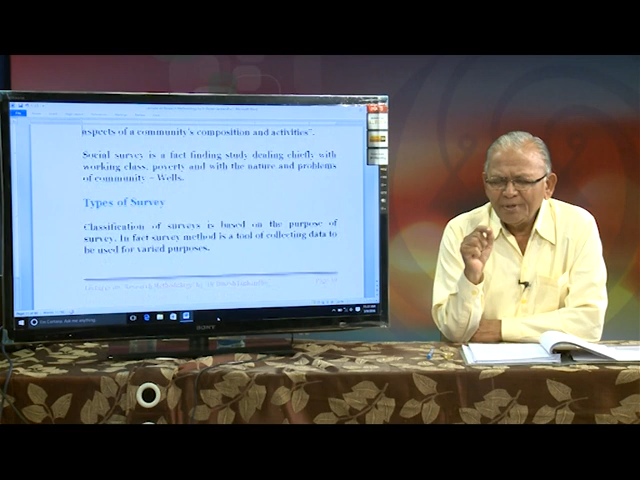 aspects of a community's composition and activities".
Social survey is a fact finding study dealing chiefly with
working class, poverty and with the nature and problems
of community – Wells.
Types of Survey
Classification of surveys is based on the purpose of
survey. In fact survey method is a tool of collecting data to
be used for varied purposes.
SONY